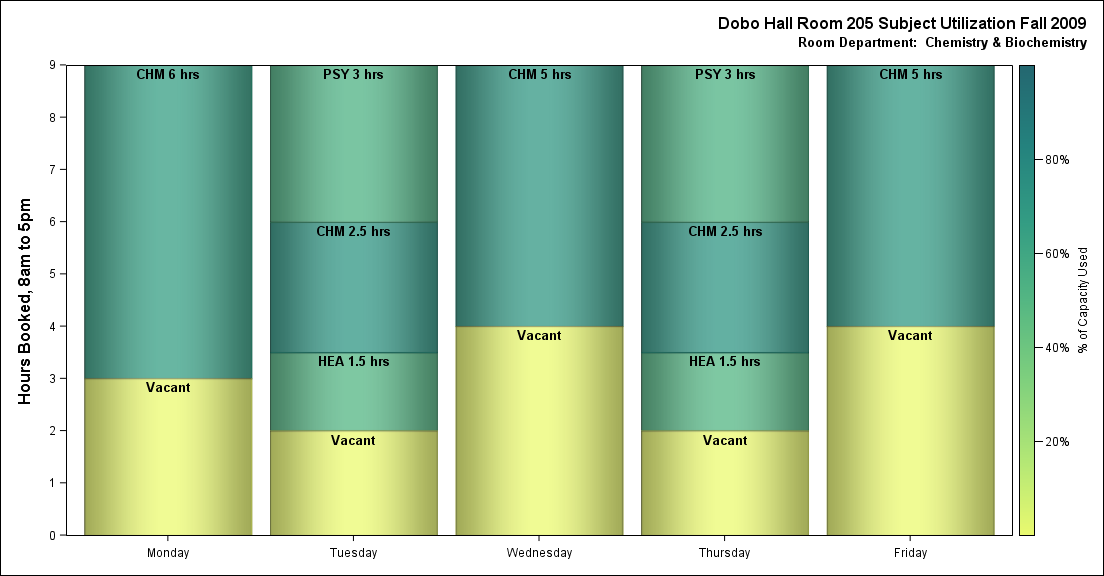 Dobo Hall Room 205 Subject Utilization Fall 2009
Room Department:  Chemistry & Biochemistry
Hours Booked, 8am to 5pm
9
8
7
6
5
4
3
2
1
0
CHM 6 hrs
Vacant
PSY 3 hrs
CHM 2.5 hrs
HEA 1.5 hrs
Vacant
CHM 5 hrs
Vacant
PSY 3 hrs
CHM 2.5 hrs
HEA 1.5 hrs
Vacant
CHM 5 hrs
Vacant
Monday
Tuesday
Wednesday
Thursday
Friday
80%
60%
40%
20%
% of Capacity Used